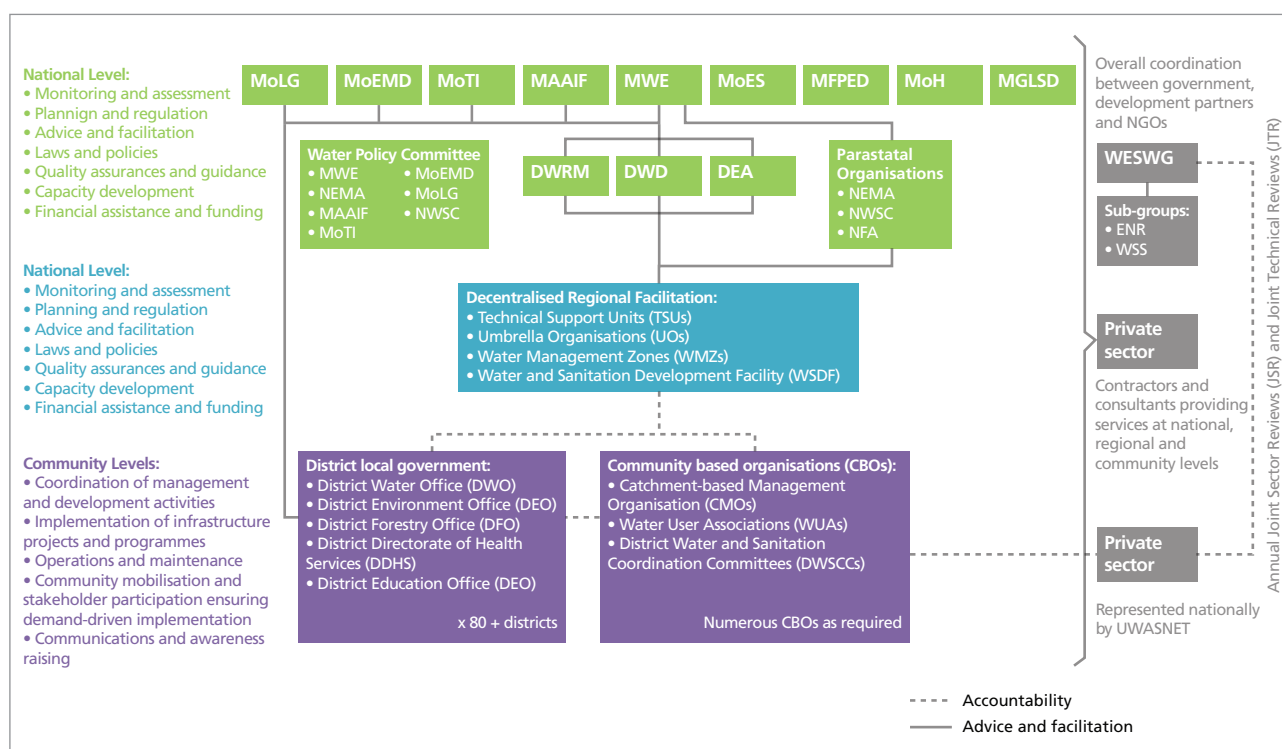 National Level:
• Monitoring and assessment
• Plannign and regulation
• Advice and facilitation
• Laws and policies
• Quality assurances and guidance
• Capacity development
• Financial assistance and funding
MoLG
MoEMD
MoTI
MAAIF
MWE
MoES
MFPED
MoH
MGLSD
Water Policy Committee
• MWE
• NEMA
• MAAIF
• MoTI
• MoEMD
• MoLG
• NWSC
DWRM
DWD
DEA
Parastatal
Organisations
• NEMA
• NWSC
• NFA
National Level:
• Monitoring and assessment
• Planning and regulation
• Advice and facilitation
• Laws and policies
• Quality assurances and guidance
• Capacity development
• Financial assistance and funding
Decentralised Regional Facilitation:
• Technical Support Units (TSUs)
• Umbrella Organisations (UOs)
• Water Management Zones (WMZs)
• Water and Sanitation Development Facility (WSDF)
Community Levels:
• Coordination of management
and development activities
• Implementation of infrastructure
projects and programmes
• Operations and maintenance
• Community mobilisation and
stakeholder participation ensuring
demand-driven implementation
• Communications and awareness
raising
District local government:
• District Water Office (DWO)
• District Environment Office (DEO)
• District Forestry Office (DFO)
• District Directorate of Health
Services (DDHS)
• District Education Office (DEO)
x 80 + districts
Community based organisations (CBOs):
• Catchment-based Management
Organisation (CMOs)
• Water User Associations (WUAs)
• District Water and Sanitation
Coordination Committees (DWSCCs)
Numerous CBOs as required
Overall coordination
between government,
development partners
and NGOs
WESWG
Sub-groups:
• ENR
• WSS
Private
sector
Contractors and
consultants providing
services at national,
regional and
community levels
Private
sector
Represented nationally
by UWASNET
Annual Joint Sector Reviews (JSR) and Joint Technical Reviews (JTR)
Accountability
Advice and facilitation